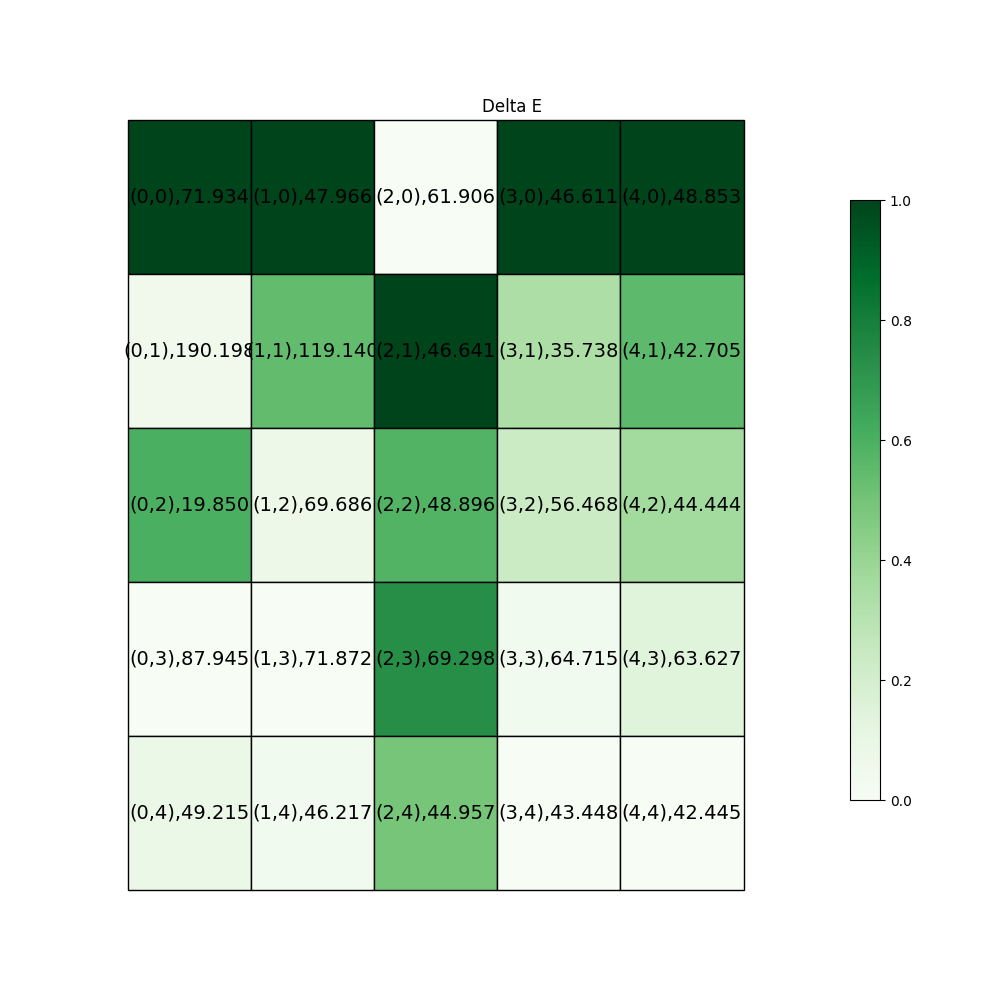 Delta E
(0,0),71.934 (1,0),47.966 (2,0),61.906 (3,0),46.611 (4,0),48.853
(0,1),190.198 (1,1),119.140 (2,1),46.641 (3,1),35.738 (4,1),42.705
(0,2),19.850 (1,2),69.686 (2,2),48.896 (3,2),56.468 (4,2),44.444
(0,3),87.945 (1,3),71.872 (2,3),69.298 (3,3),64.715 (4,3),63.627
(0,4),49.215 (1,4),46.217 (2,4),44.957 (3,4),43.448 (4,4),42.445
1.0
0.8
0.6
0.4
0.2
0.0